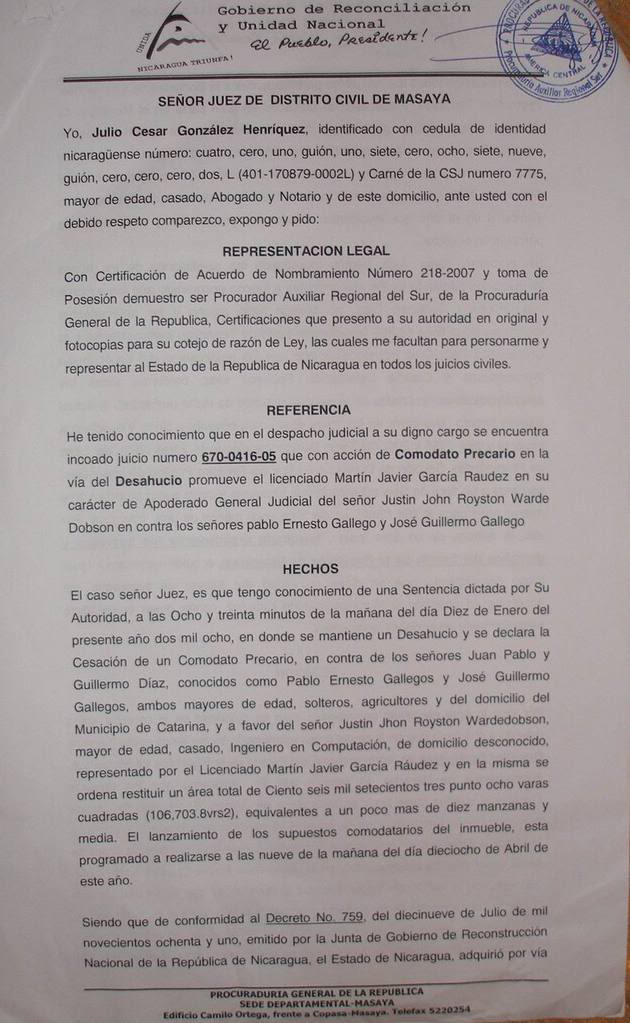 Gobierno de Reconciliación
y Unidad Nacional
El Pueblo, Presidente!
UNIDA
NICARAGUA TRIUNFA!
REPUBLICA DE NICARAGUA
AMERICA CENTRAL
Procuraduria Auxiliar Regional Sur
SEÑOR JUEZ DE DISTRITO CIVIL DE MASAYA
Yo, Julio Cesar González Henríquez, identificado con cedula de identidad
nicaragüense número: cuatro, cero, uno, guión, uno, siete, cero, ocho, siete, nueve,
guión, cero, cero, cero, dos, L (401-170879-0002L) y Carné de la CSJ numero 7775,
mayor de edad, casado, Abogado y Notario y de este domicilio, ante usted con el
debido respeto comparezco, expongo y pido:
REPRESENTACION LEGAL
Con Certificación de Acuerdo de Nombramiento Número 218-2007 y toma de
Posesión demuestro ser Procurador Auxiliar Regional del Sur, de la Procuraduría
General de la Republica, Certificaciones que presento a su autoridad en original y
fotocopias para su cotejo de razón de Ley, las cuales me facultan para personarme y
representar al Estado de la Republica de Nicaragua en todos los juicios civiles.
REFERENCIA
He tenido conocimiento que en el despacho judicial a su digno cargo se encuentra
incoado juicio numero 670-0416-05 que con acción de Comodato Precario en la
vía del Desahucio promueve el licenciado Martín Javier García Raudez en su
carácter de Apoderado General Judicial del señor Justin John Royston Warde
Dobson en contra los señores pablo Ernesto Gallego y José Guillermo Gallego
HECHOS
El caso señor Juez, es que tengo conocimiento de una Sentencia dictada por Su
Autoridad, a las Ocho y treinta minutos de la mañana del día Diez de Enero del
presente año dos mil ocho, en donde se mantiene un Desahucio y se declara la
Cesación de un Comodato Precario, en contra de los señores Juan Pablo y
Guillermo Díaz, conocidos como Pablo Ernesto Gallegos y José Guillermo
Gallegos, ambos mayores de edad, solteros, agricultores y del domicilio del
Municipio de Catarina, y a favor del señor Justin Jhon Royston Wardedobson,
mayor de edad, casado, Ingeniero en Computación, de domicilio desconocido,
representado por el Licenciado Martín Javier García Ráudez y en la misma se
ordena restituir un área total de Ciento seis mil setecientos tres punto ocho varas
cuadradas (106,703.8vrs2), equivalentes a un poco mas de diez manzanas y
media. El lanzamiento de los supuestos comodatarios del inmueble, esta
programado a realizarse a las nueve de la mañana del día dieciocho de Abril de
este año.
Siendo que de conformidad al Decreto No. 759, del diecinueve de Julio de mil
novecientos ochenta y uno, emitido por la Junta de Gobierno de Reconstrucción
Nacional de la República de Nicaragua, el Estado de Nicaragua, adquirió por vía
PROCURADURIA GENERAL DE LA REPUBLICA
SEDE DEPARTAMENTAL-MASAYA
Edificio Camilo Ortega, frente a Copasa-Masaya. Telefax 5220254